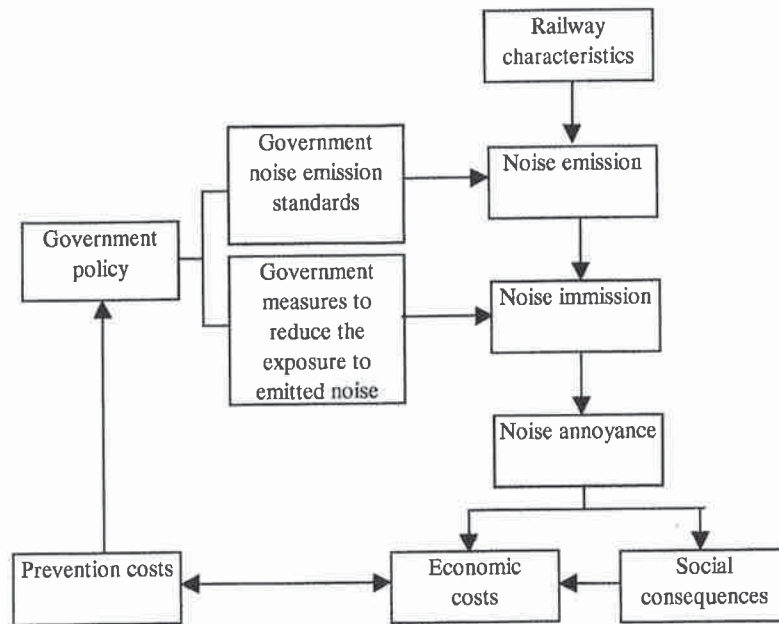 Railway
characteristics
Government
noise emission
standards
Noise emission
Government
policy
Government
measures to
reduce the
exposure to
emitted noise
Noise immission
Noise annoyance
Prevention costs
Economic
costs
Social
consequences